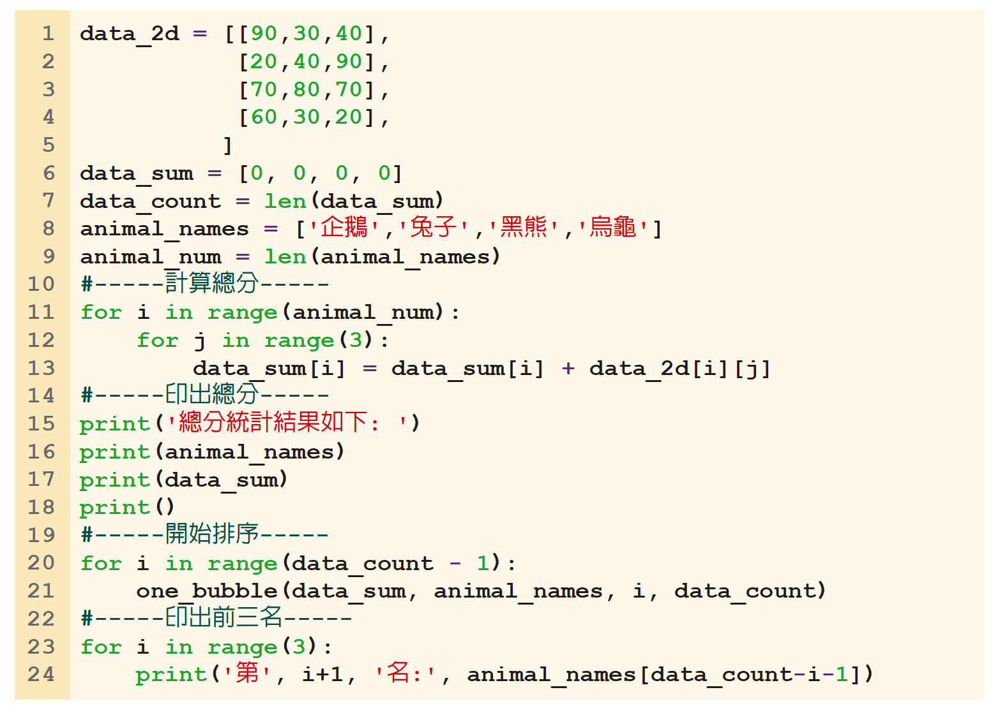 1 data_2d = [[90,30,40],
2            [20,40,90],
3            [70,80,70],
4            [60,30,20],
5           ]
6 data_sum = [0, 0, 0, 0]
7 data_count = len(data_sum)
8 animal_names = ['企鵝','兔子','黑熊','烏龜']
9 animal_num = len(animal_names)
10 #-----計算總分-----
11 for i in range(animal_num):
12     for j in range(3):
13         data_sum[i] = data_sum[i] + data_2d[i][j]
14 #-----印出總分-----
15 print('總分統計結果如下: ')
16 print(animal_names)
17 print(data_sum)
18 print()
19 #-----開始排序-----
20 for i in range(data_count - 1):
21     one_bubble(data_sum, animal_names, i, data_count)
22 #-----印出前三名-----
23 for i in range(3):
24     print('第', i+1, '名:', animal_names[data_count-i-1])